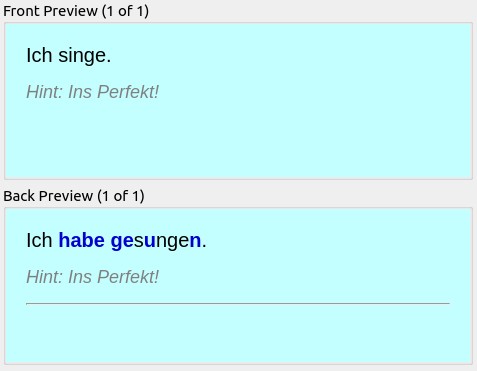 Front Preview (1 of 1)
Ich singe.
Hint: Ins Perfekt!
Back Preview (1 of 1)
Ich habe gesungen.
Hint: Ins Perfekt!